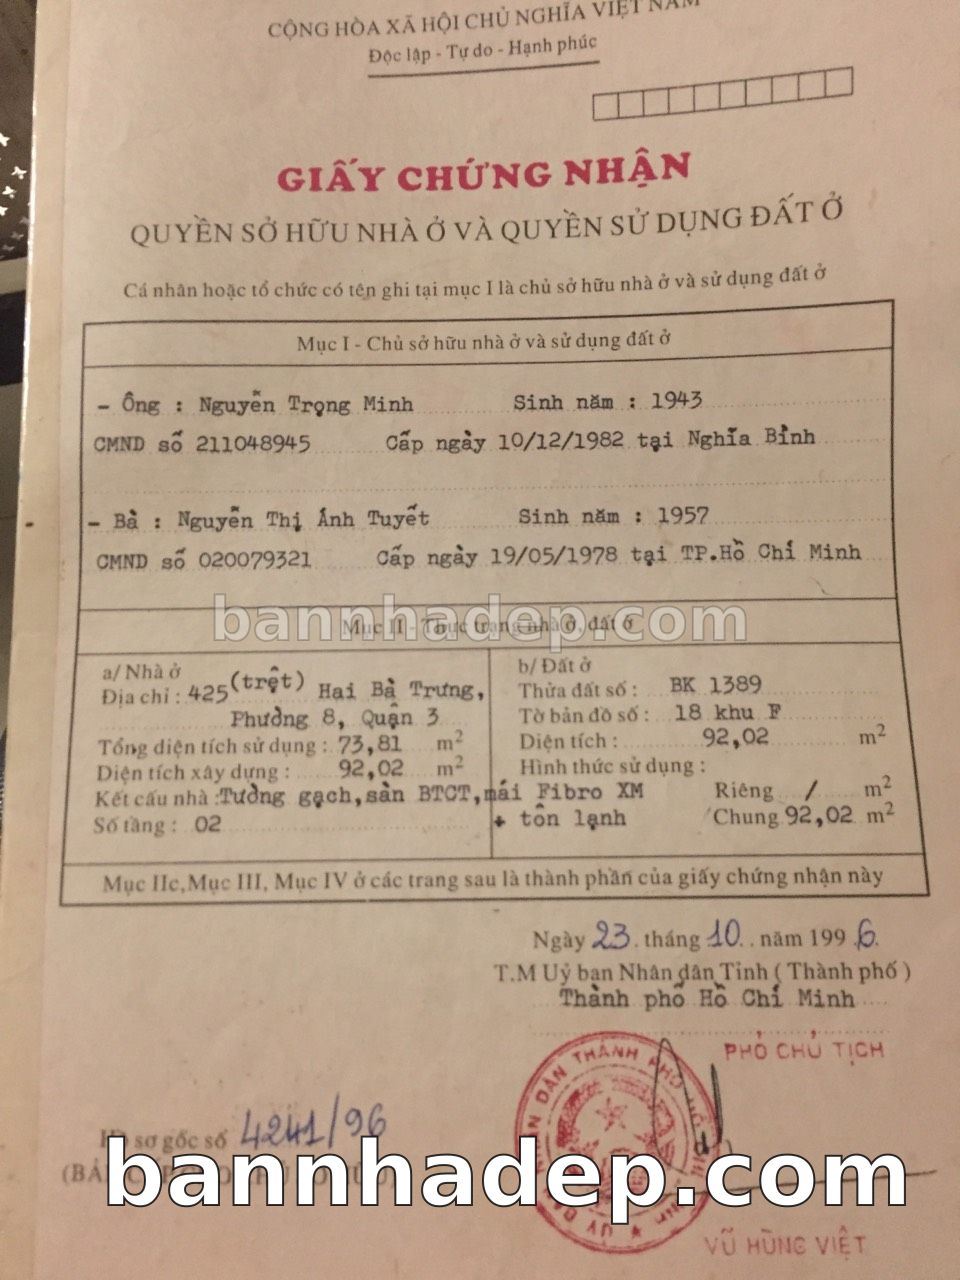 CỘNG HÒA XÃ HỘI CHỦ NGHĨA VIỆT NAM
Độc lập - Tự do - Hạnh phúc
GIẤY CHỨNG NHẬN
QUYỀN SỞ HỮU NHÀ Ở VÀ QUYỀN SỬ DỤNG ĐẤT Ở
Cá nhân hoặc tổ chức có tên ghi tại mục I là chủ sở hữu nhà ở và sử dụng đất ở
Mục I - Chủ sở hữu nhà ở và sử dụng đất ở
- Ông : Nguyễn Trọng Minh Sinh năm : 1943
CMND số 211048945 Cấp ngày 10/12/1982 tại Nghĩa Bình
- Bà : Nguyễn Thị Ánh Tuyết Sinh năm : 1957
CMND số 020079321 Cấp ngày 19/05/1978 tại TP.Hồ Chí Minh
bannhadep.com
Mục II - Thực trạng nhà ở, đất ở
a/ Nhà ở
Địa chỉ : 425 (trệt) Hai Bà Trưng,
Phường 8, Quận 3
Tổng diện tích sử dụng : 73,81 m2
Diện tích xây dựng : 92,02 m2
Kết cấu nhà : Tường gạch, sàn BTCT, mái Fibro XM
+ tôn lạnh
Số tầng : 02
b/ Đất ở
Thửa đất số : BK 1389
Tờ bản đồ số : 18 khu F
Diện tích : 92,02 m2
Hình thức sử dụng :
Riêng / m2
Chung 92,02 m2
Mục IIc, Mục III, Mục IV ở các trang sau là thành phần của giấy chứng nhận này
Ngày 23 tháng 10 năm 1996.
T.M Uỷ ban Nhân dân Tỉnh ( Thành phố )
Thành phố Hồ Chí Minh
PHÓ CHỦ TỊCH
Hồ sơ gốc số 4241/96
bannhadep.com
VŨ HÙNG VIỆT